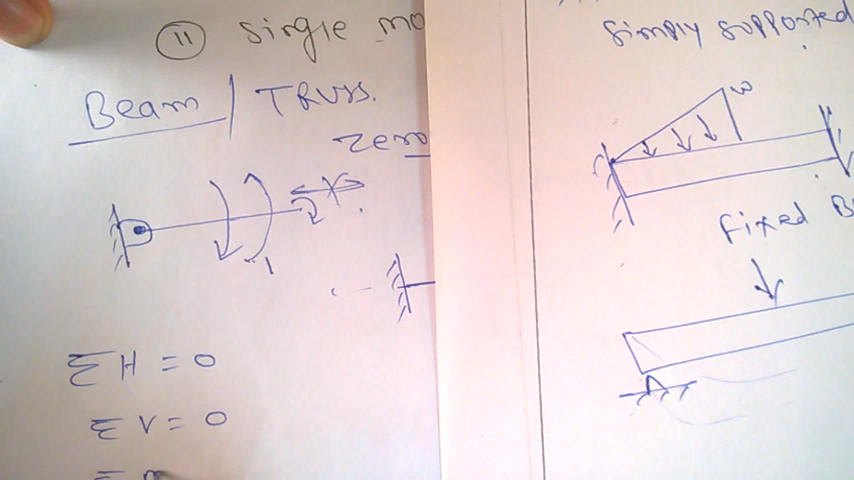 11 single mo
Beam / TRUSS.
zero
ΣH = 0
ΣV = 0
simply supported
w
fixed B